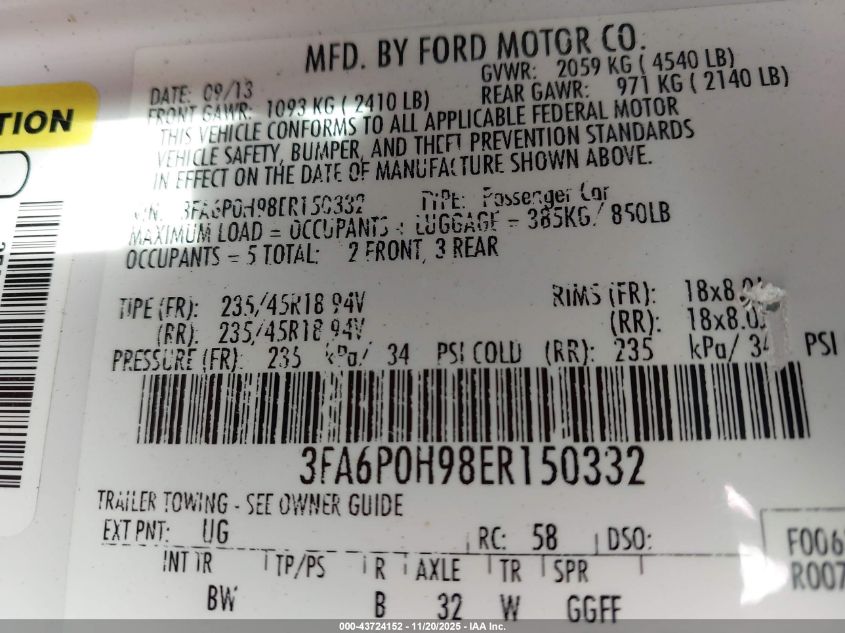 MFD. BY FORD MOTOR CO.
DATE: 09/13 GVWR: 2059 KG ( 4540 LB)
FRONT GAWR: 1093 KG ( 2410 LB) REAR GAWR: 971 KG ( 2140 LB)
THIS VEHICLE CONFORMS TO ALL APPLICABLE FEDERAL MOTOR
VEHICLE SAFETY, BUMPER, AND THEFT PREVENTION STANDARDS
IN EFFECT ON THE DATE OF MANUFACTURE SHOWN ABOVE.
VIN: 3FA6P0H98ER150332 TYPE: Passenger Car
MAXIMUM LOAD = OCCUPANTS + LUGGAGE = 385KG/ 850LB
OCCUPANTS = 5 TOTAL: 2 FRONT, 3 REAR
TIRE (FR): 235/45R18 94V RIMS (FR): 18x8.0
(RR): 235/45R18 94V (RR): 18x8.0J
PRESSURE (FR): 235 kPa/ 34 PSI COLD (RR): 235 kPa/ 34 PSI
3FA6P0H98ER150332
TRAILER TOWING - SEE OWNER GUIDE
EXT PNT: UG RC: 58 DSO:
INT TR TP/PS R AXLE TR SPR
BW B 32 W GGFF
F006
R007
TION
000-43724152 - 11/20/2025 - IAA Inc.